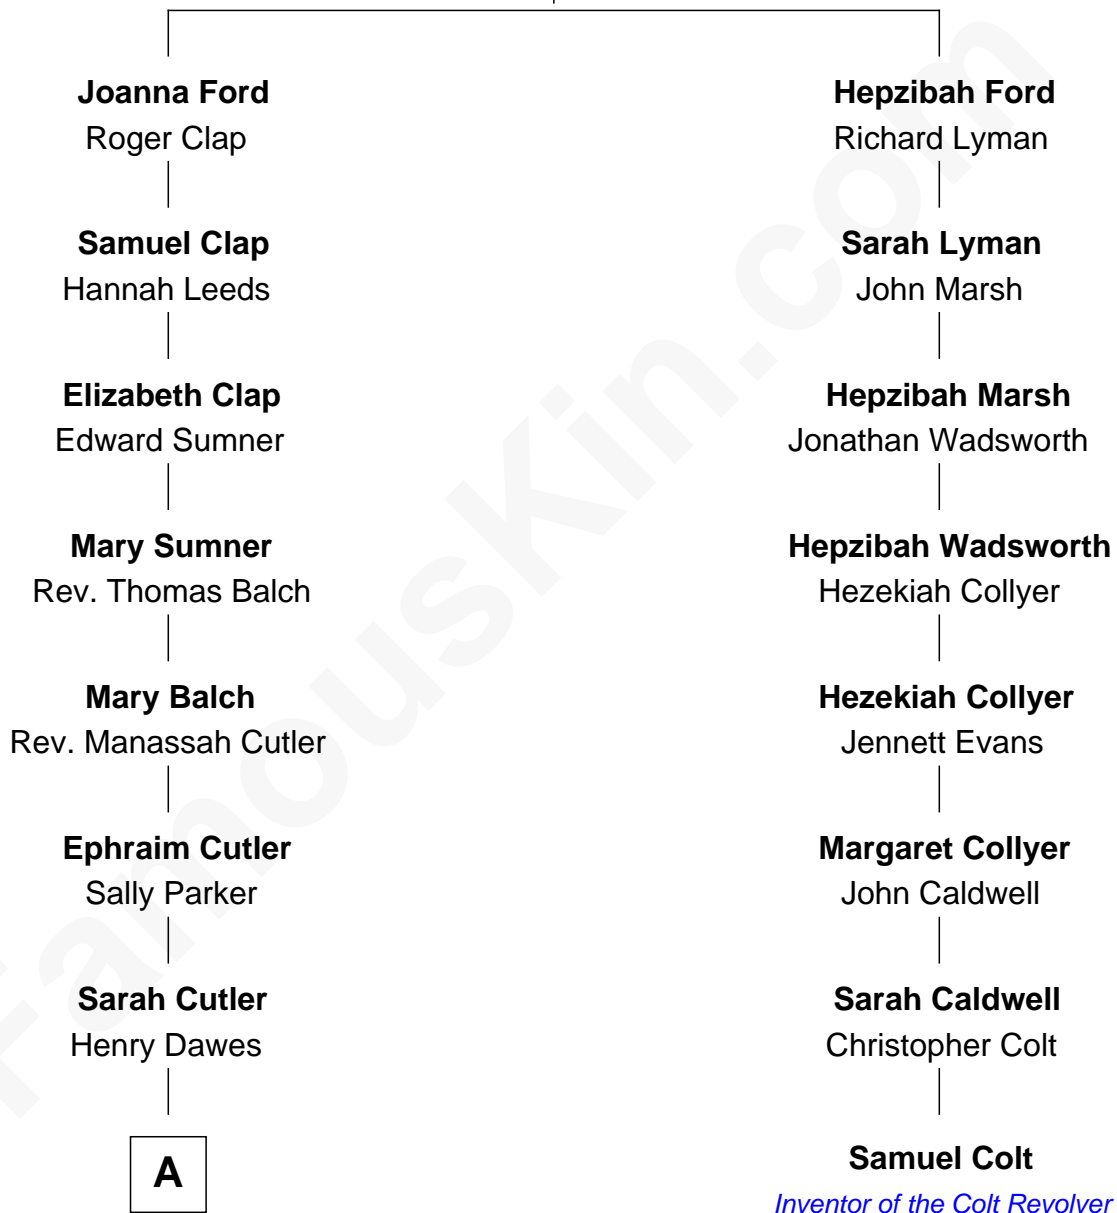 Joanna Ford
Roger Clap
Samuel Clap
Hannah Leeds
Elizabeth Clap
Edward Sumner
Mary Sumner
Rev. Thomas Balch
Mary Balch
Rev. Manassah Cutler
Ephraim Cutler
Sally Parker
Sarah Cutler
Henry Dawes
A
Hepzibah Ford
Richard Lyman
Sarah Lyman
John Marsh
Hepzibah Marsh
Jonathan Wadsworth
Hepzibah Wadsworth
Hezekiah Collyer
Hezekiah Collyer
Jennett Evans
Margaret Collyer
John Caldwell
Sarah Caldwell
Christopher Colt
Samuel Colt
Inventor of the Colt Revolver
FamousKin.com